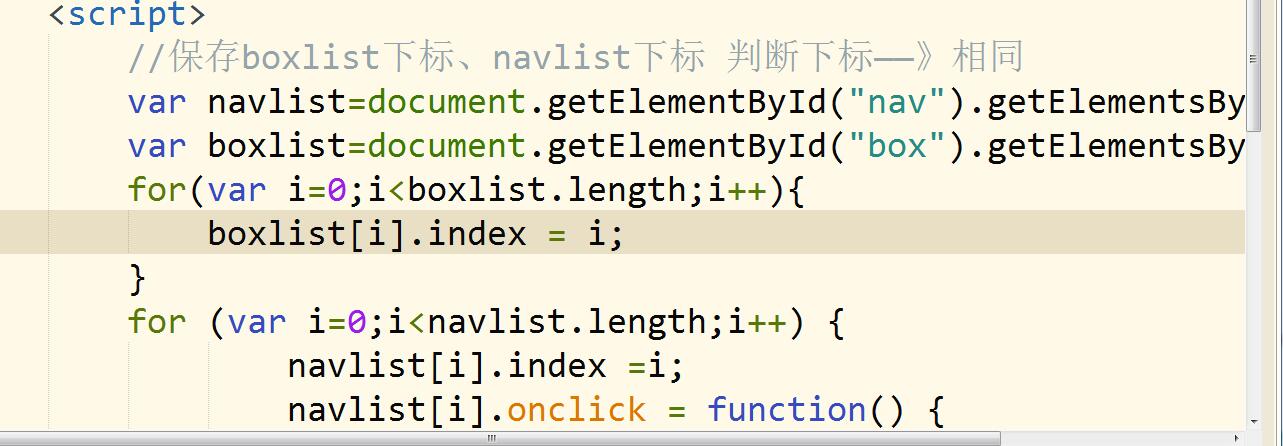 <script>
//保存boxlist下标、navlist下标 判断下标——》相同
var navlist=document.getElementById("nav").getElementsBy
var boxlist=document.getElementById("box").getElementsBy
for(var i=0;i<boxlist.length;i++){
boxlist[i].index = i;
}
for (var i=0;i<navlist.length;i++) {
navlist[i].index =i;
navlist[i].onclick = function() {